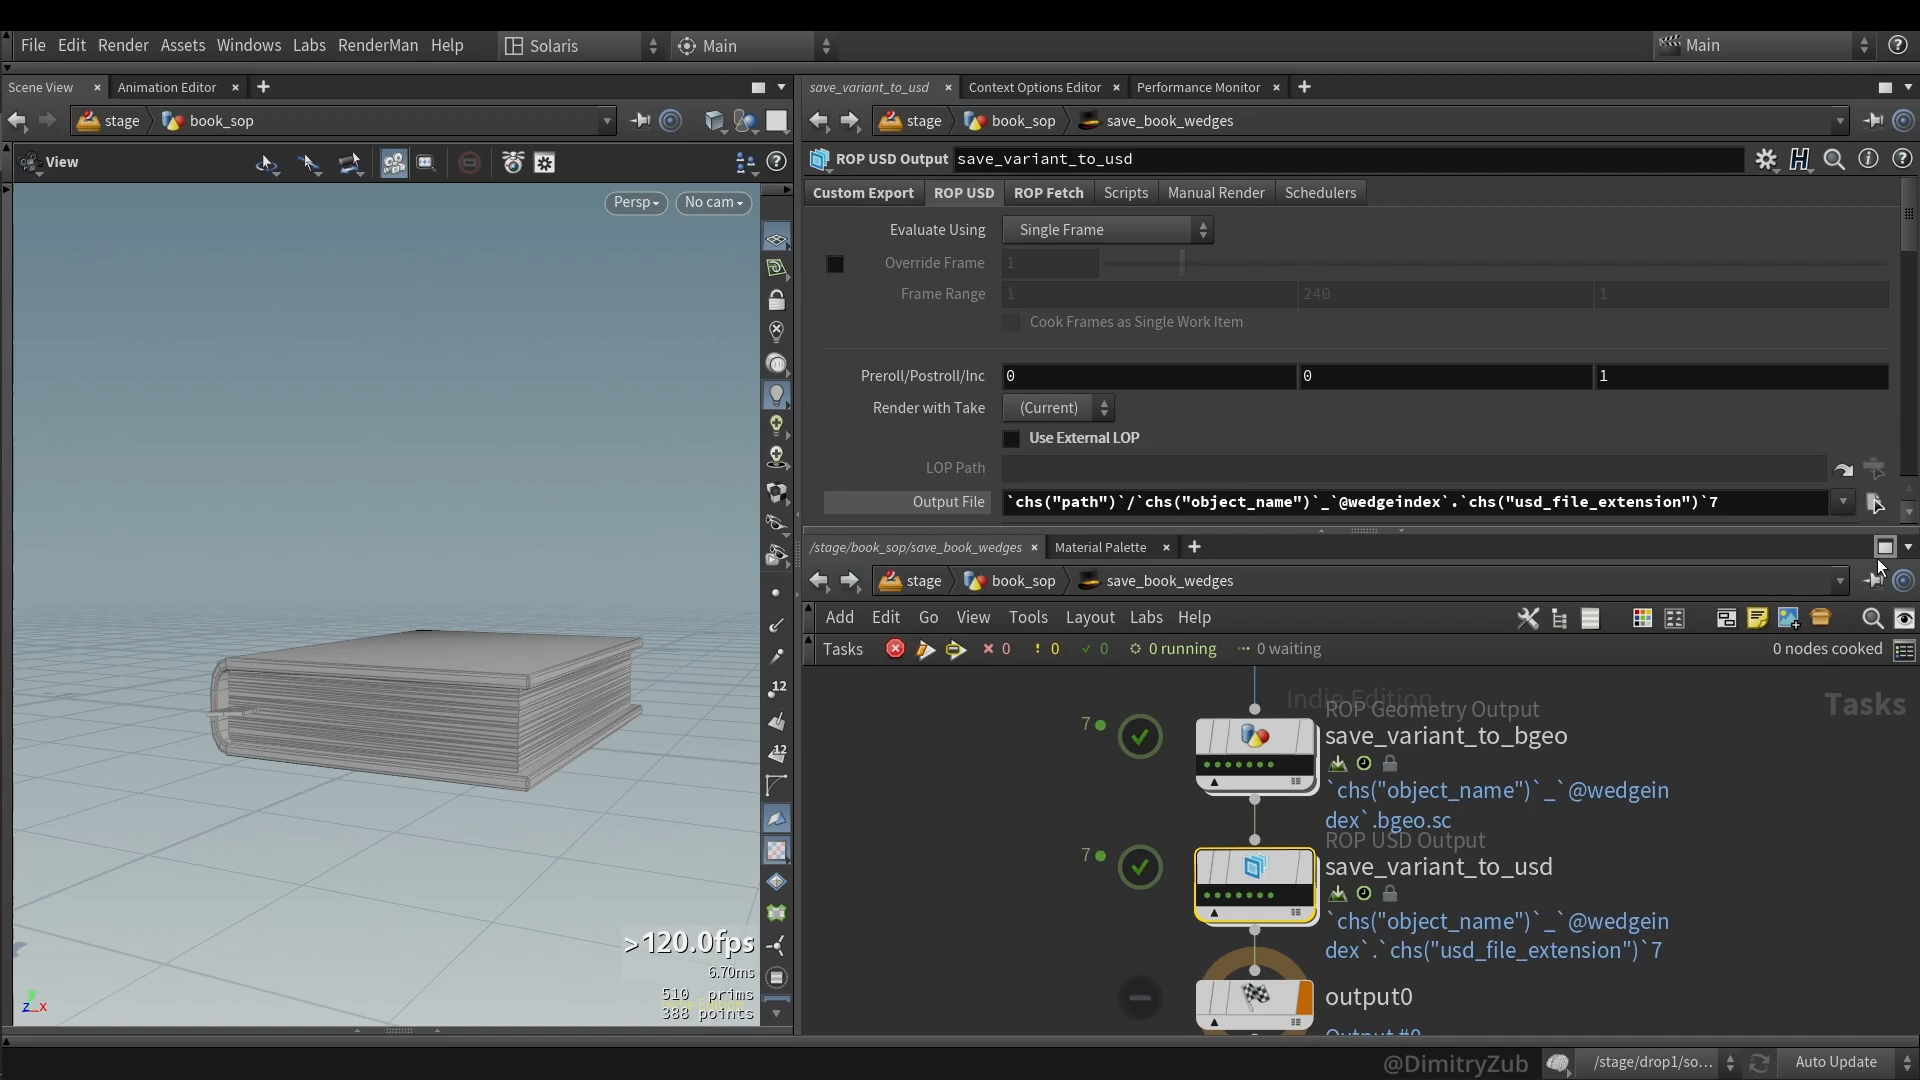 File Edit Render Assets Windows Labs RenderMan Help Solaris Main Main
Scene View Animation Editor
save_variant_to_usd Context Options Editor Performance Monitor
stage book_sop
stage book_sop save_book_wedges
View
ROP USD Output save_variant_to_usd
Custom Export ROP USD ROP Fetch Scripts Manual Render Schedulers
Persp No cam
Evaluate Using Single Frame
Override Frame 1
Frame Range 1 240 1
Cook Frames as Single Work Item
Preroll/Postroll/Inc 0 0 1
Render with Take (Current)
Use External LOP
LOP Path
Output File `chs("path")`/`chs("object_name")`_`@wedgeindex`.`chs("usd_file_extension")`7
/stage/book_sop/save_book_wedges Material Palette
stage book_sop save_book_wedges
Add Edit Go View Tools Layout Labs Help
Tasks 0 0 0 0 running 0 waiting 0 nodes cooked
Indie Edition
Tasks
ROP Geometry Output
7 save_variant_to_bgeo
`chs("object_name")`_`@wedgein
dex`.bgeo.sc
ROP USD Output
7 save_variant_to_usd
`chs("object_name")`_`@wedgein
dex`.`chs("usd_file_extension")`7
output0
Output #0
12
12
>120.0fps
6.70ms
510 prims
388 points
y
z x
@DimitryZub /stage/drop1/so... Auto Update